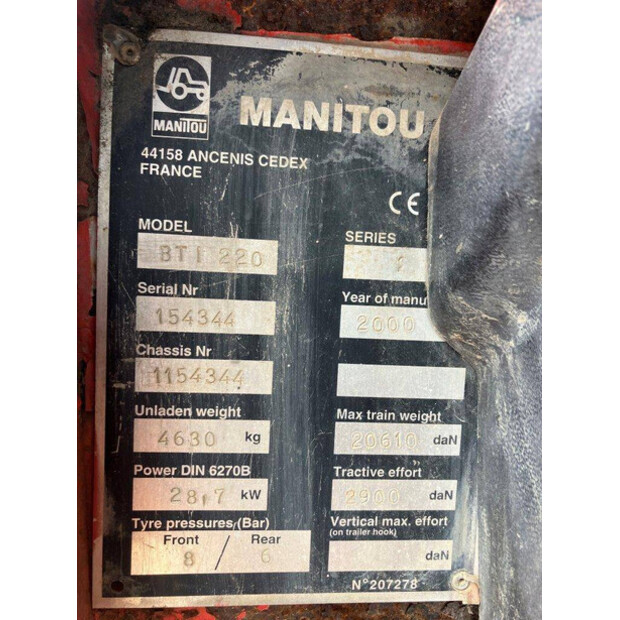 MANITOU
MANITOU
44158 ANCENIS CEDEX
FRANCE
CE
MODEL
BTI 220
SERIES
Serial Nr
154344
Year of manu
2000
Chassis Nr
1154344
Unladen weight
4630 kg
Max train weight
20610 daN
Power DIN 6270B
28,7 kW
Tractive effort
2900 daN
Tyre pressures (Bar)
Front / Rear
8 / 6
Vertical max. effort
(on trailer hook)
daN
N°207278